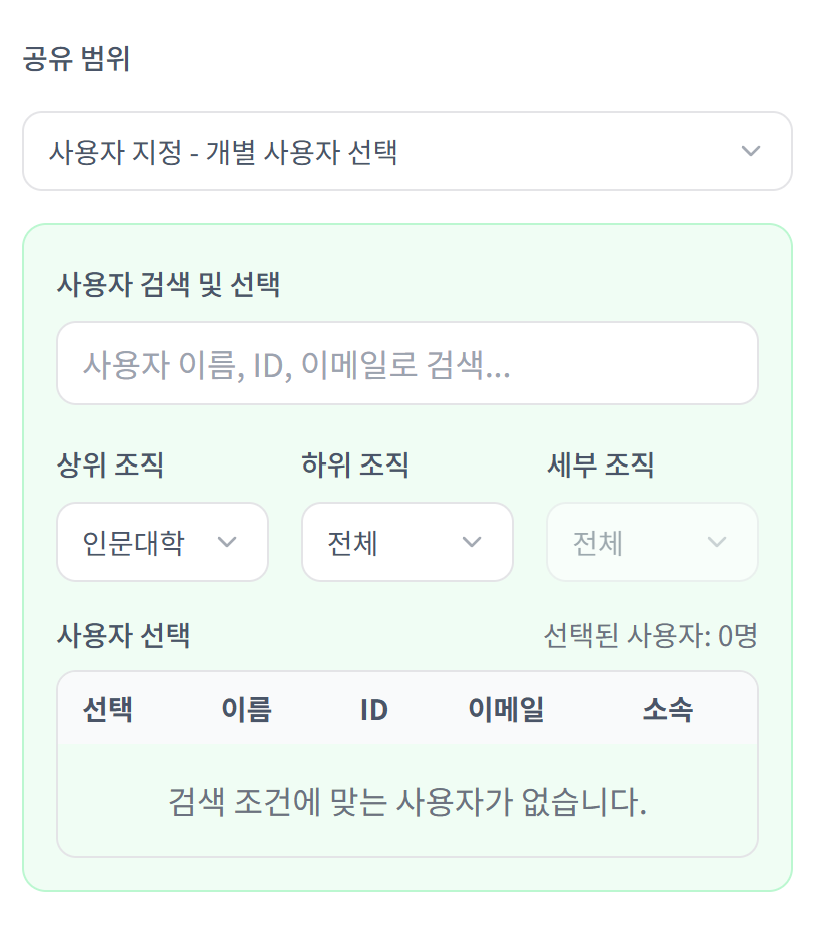 공유 범위
사용자 지정 - 개별 사용자 선택
사용자 검색 및 선택
사용자 이름, ID, 이메일로 검색...
상위 조직 하위 조직 세부 조직
인문대학 전체 전체
사용자 선택 선택된 사용자: 0명
선택 이름 ID 이메일 소속
검색 조건에 맞는 사용자가 없습니다.